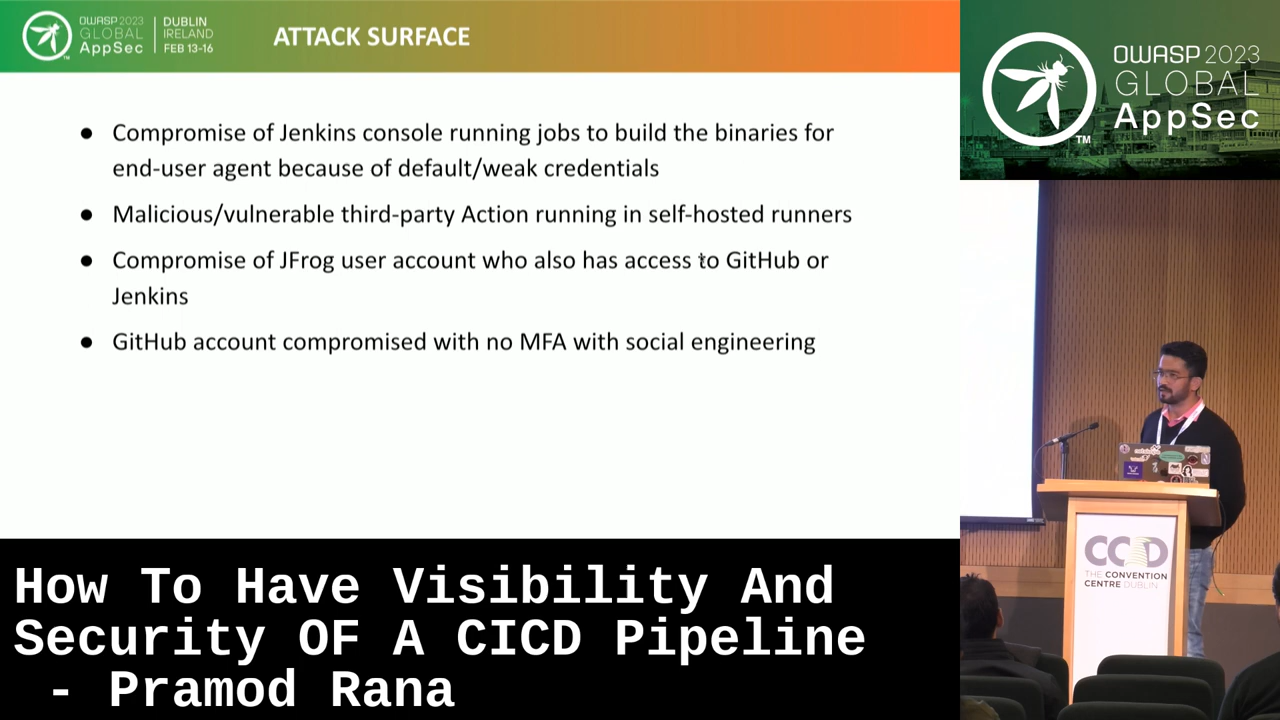 OWASP 2023
GLOBAL
AppSec
TM
DUBLIN
IRELAND
FEB 13-16
ATTACK SURFACE
● Compromise of Jenkins console running jobs to build the binaries for
end-user agent because of default/weak credentials
● Malicious/vulnerable third-party Action running in self-hosted runners
● Compromise of JFrog user account who also has access to GitHub or
Jenkins
● GitHub account compromised with no MFA with social engineering
OWASP 2023
GLOBAL
AppSec
TM
CCD
THE CONVENTION
CENTRE DUBLIN
How To Have Visibility And
Security OF A CICD Pipeline
- Pramod Rana